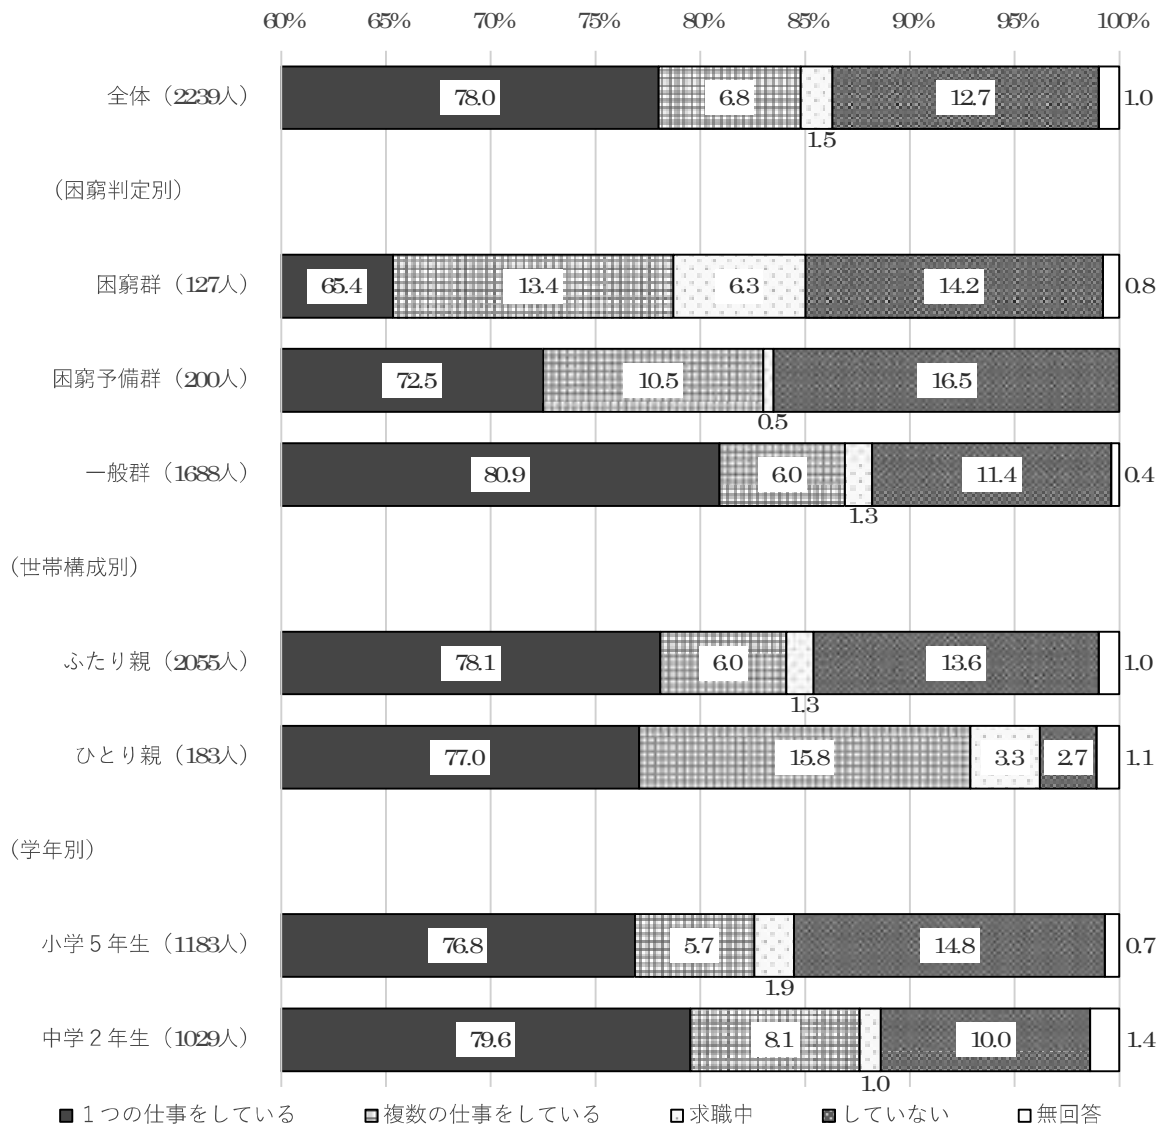 60% 65% 70% 75% 80% 85% 90% 95% 100%
全体（2239人） 78.0 6.8 12.7 1.0
1.5
（困窮判定別）
困窮群（127人） 65.4 13.4 6.3 14.2 0.8
困窮予備群（200人） 72.5 10.5 16.5
0.5
一般群（1688人） 80.9 6.0 11.4 0.4
1.3
（世帯構成別）
ふたり親（2055人） 78.1 6.0 13.6 1.0
1.3
ひとり親（183人） 77.0 15.8 3.3 2.7 1.1
（学年別）
小学５年生（1183人） 76.8 5.7 14.8 0.7
1.9
中学２年生（1029人） 79.6 8.1 10.0 1.4
1.0
１つの仕事をしている 複数の仕事をしている 求職中 していない 無回答